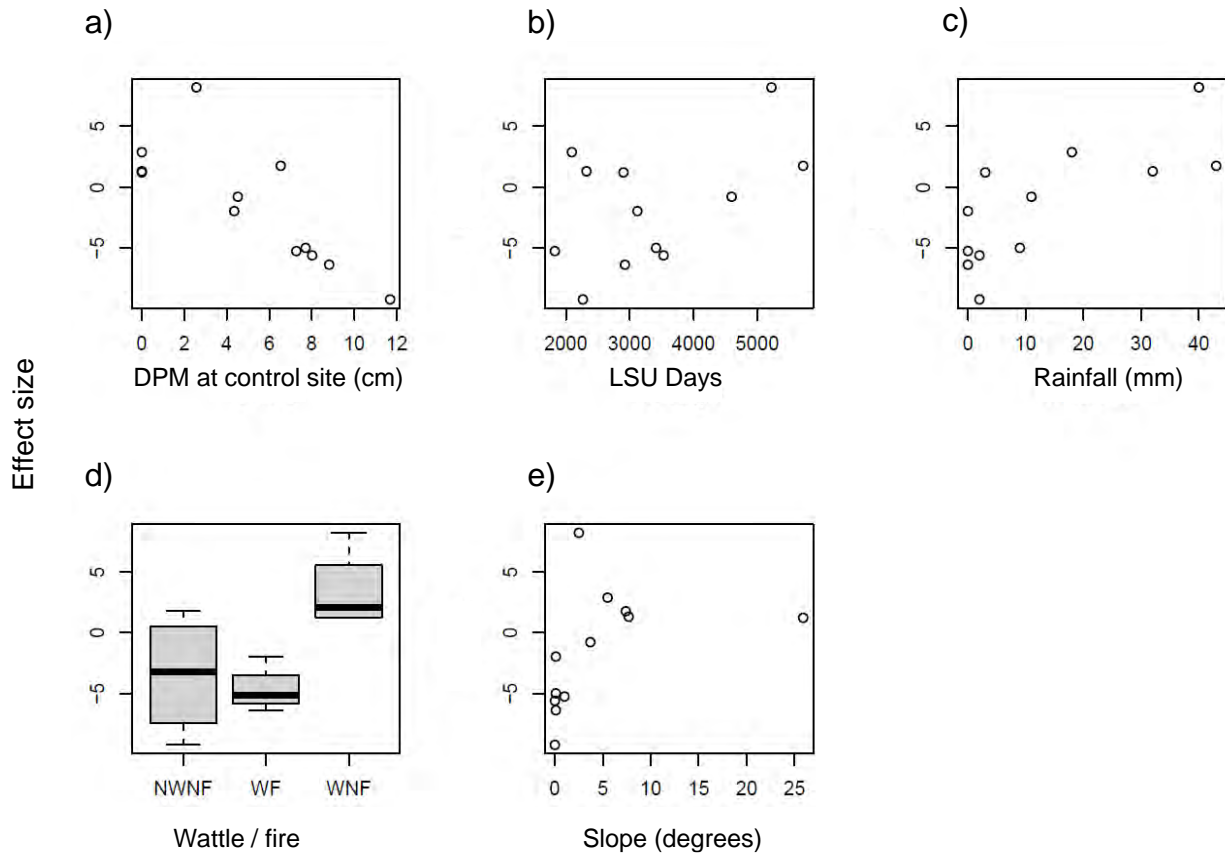 a)
b)
c)
5
0
−5
5
0
−5
5
0
−5
0 2 4 6 8 10 12
2000 3000 4000 5000
0 10 20 30 40
DPM at control site (cm)
LSU Days
Rainfall (mm)
Effect size
d)
e)
5
0
−5
5
0
−5
NWNF WF WNF
0 5 10 15 20 25
Wattle / fire
Slope (degrees)